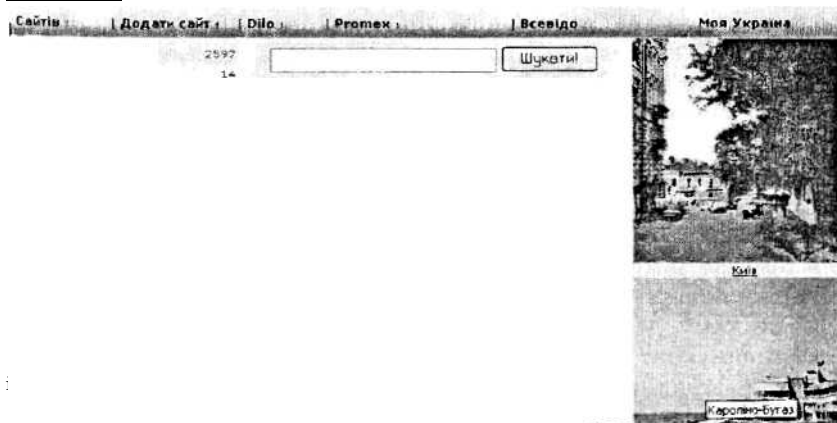 Сайтів | Додати сайт | Dilo | Promex | Всевідо Моя Україна
2597
14
Шукати!
Київ
Кароліно-Бугаз